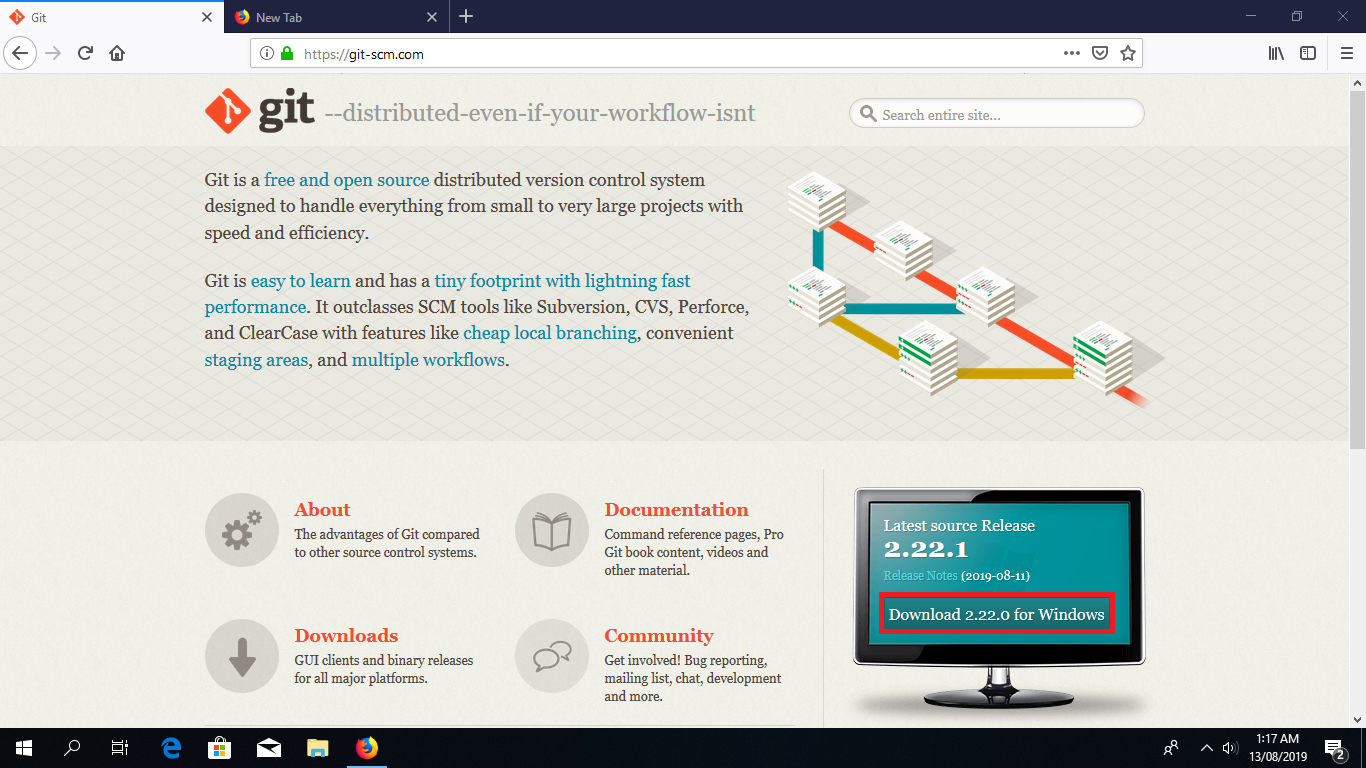 Git
New Tab
https://git-scm.com
git --distributed-even-if-your-workflow-isnt
Search entire site...
Git is a free and open source distributed version control system
designed to handle everything from small to very large projects with
speed and efficiency.
Git is easy to learn and has a tiny footprint with lightning fast
performance. It outclasses SCM tools like Subversion, CVS, Perforce,
and ClearCase with features like cheap local branching, convenient
staging areas, and multiple workflows.
About
The advantages of Git compared
to other source control systems.
Documentation
Command reference pages, Pro
Git book content, videos and
other material.
Downloads
GUI clients and binary releases
for all major platforms.
Community
Get involved! Bug reporting,
mailing list, chat, development
and more.
Latest source Release
2.22.1
Release Notes (2019-08-11)
Download 2.22.0 for Windows
1:17 AM
13/08/2019
2